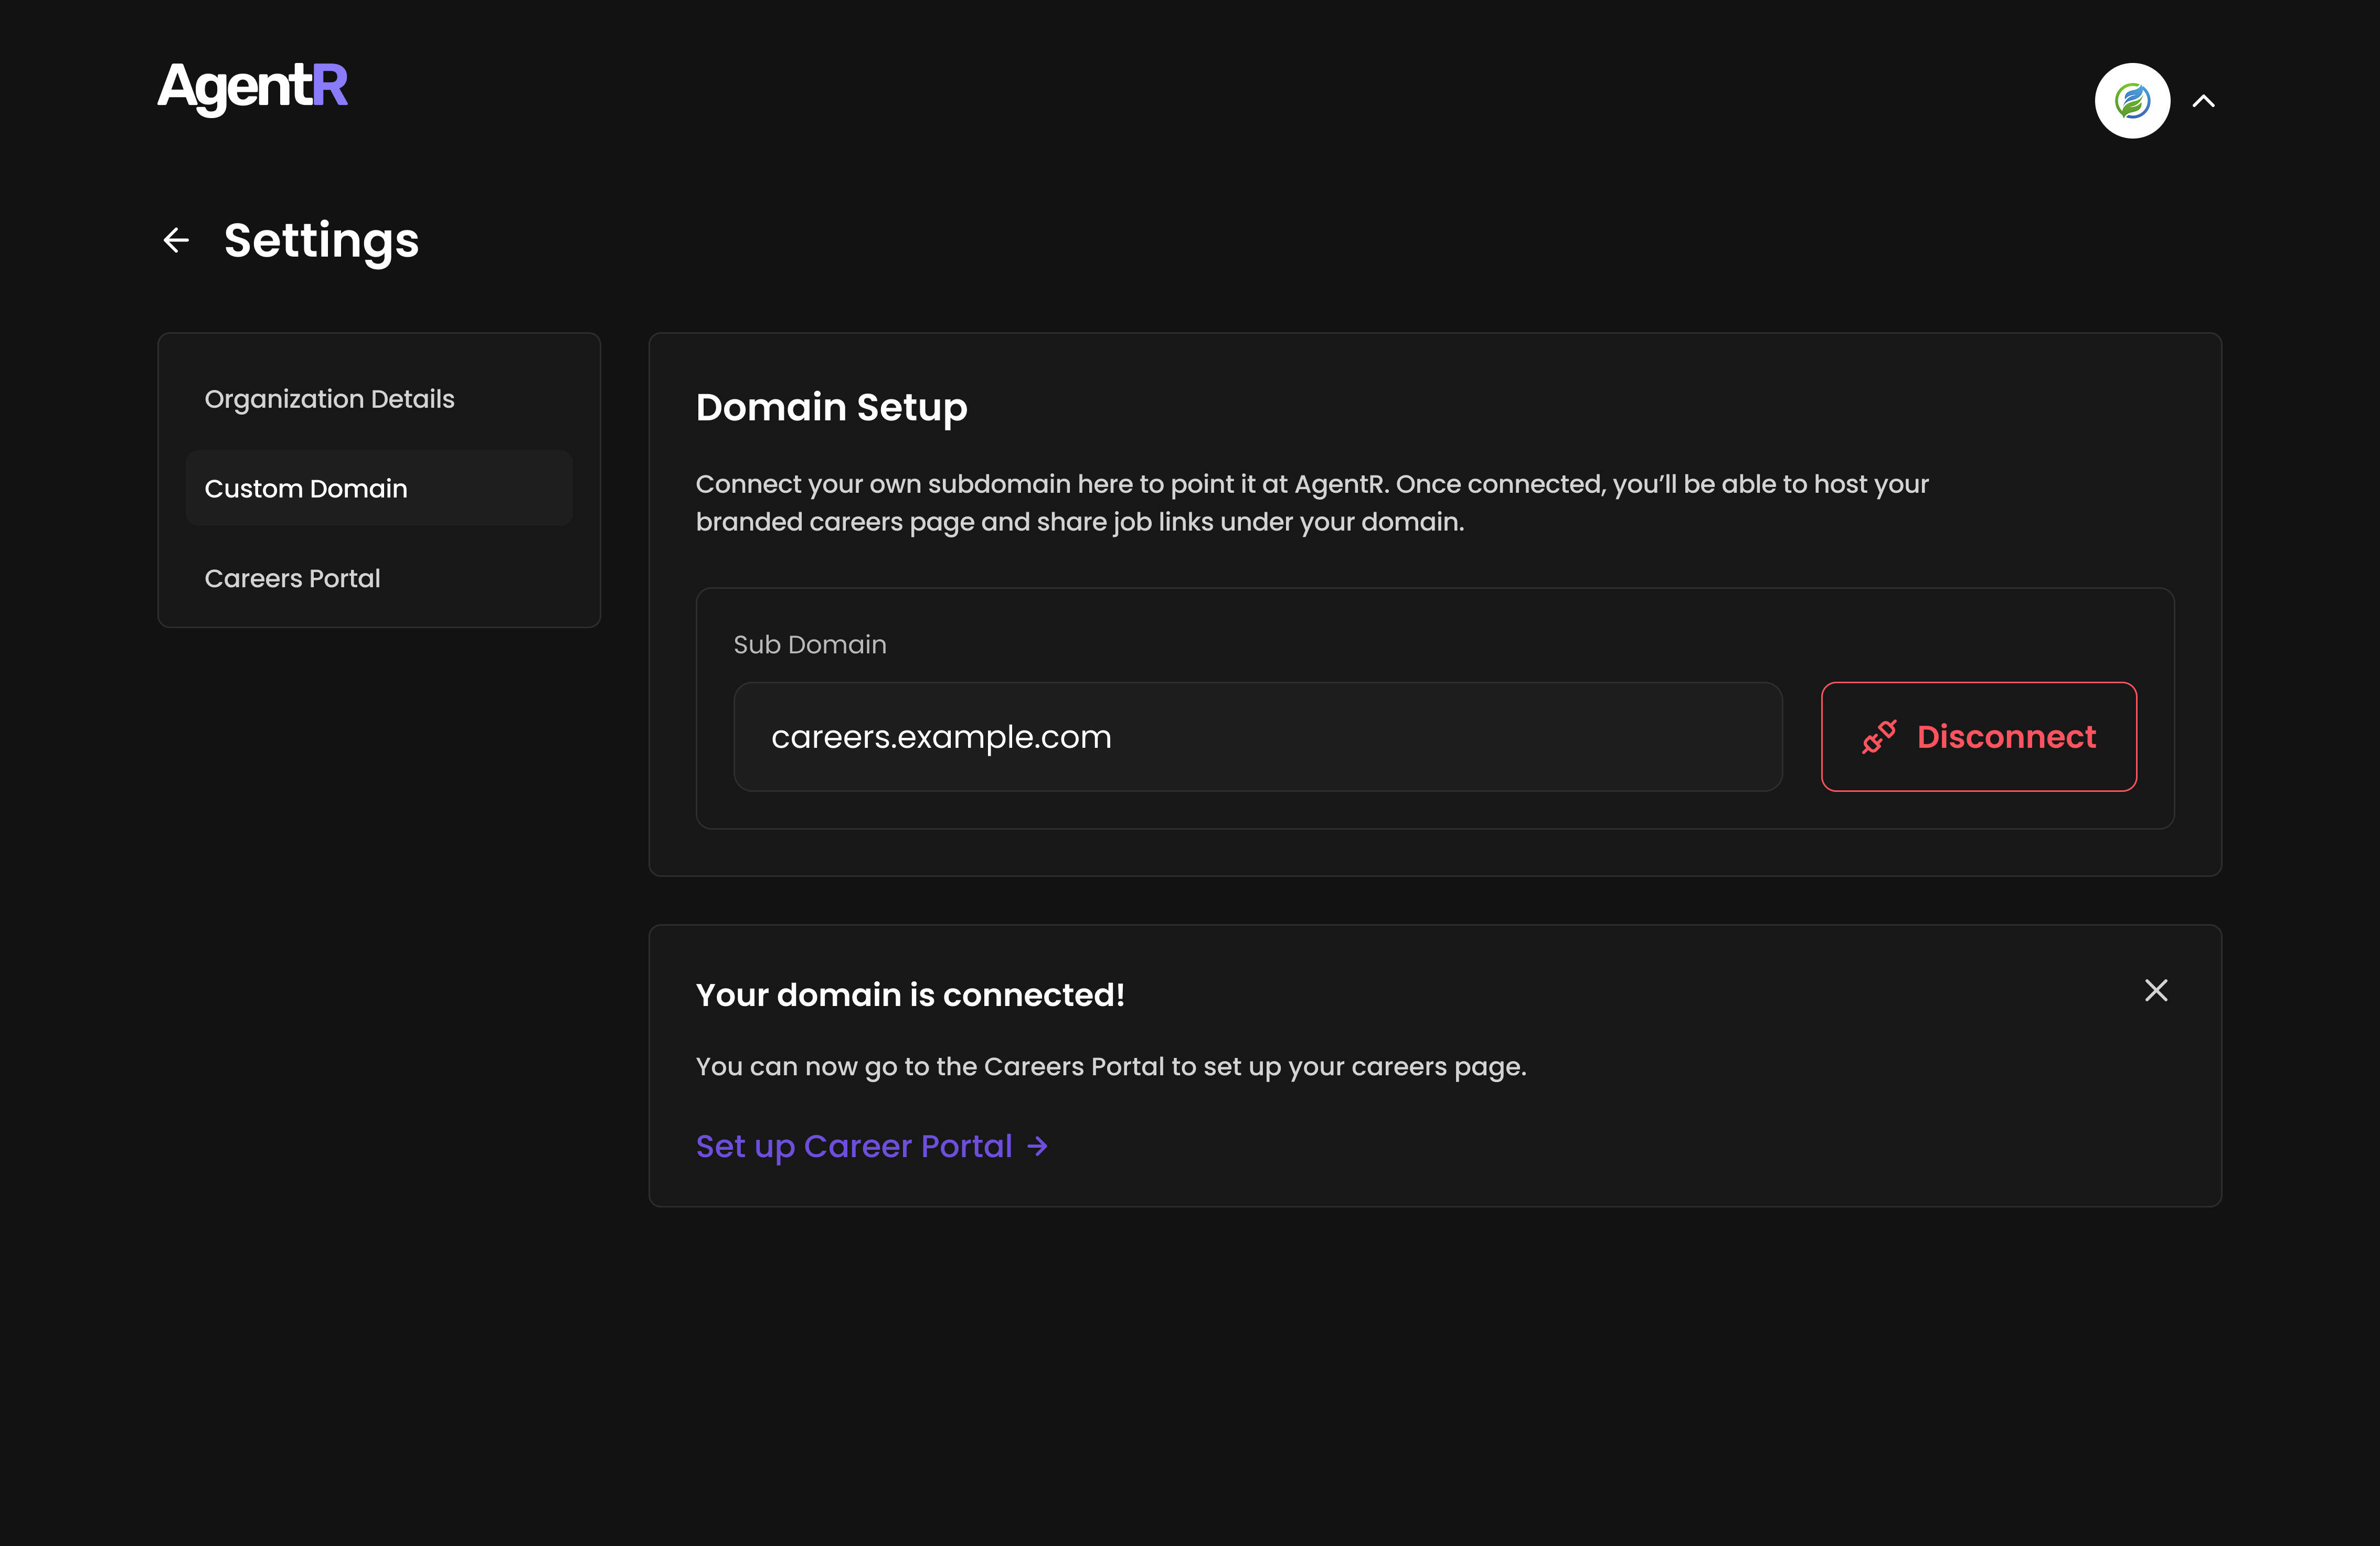 AgentR
Settings
Organization Details
Custom Domain
Careers Portal
Domain Setup
Connect your own subdomain here to point it at AgentR. Once connected, you’ll be able to host your
branded careers page and share job links under your domain.
Sub Domain
careers.example.com
Disconnect
Your domain is connected!
You can now go to the Careers Portal to set up your careers page.
Set up Career Portal